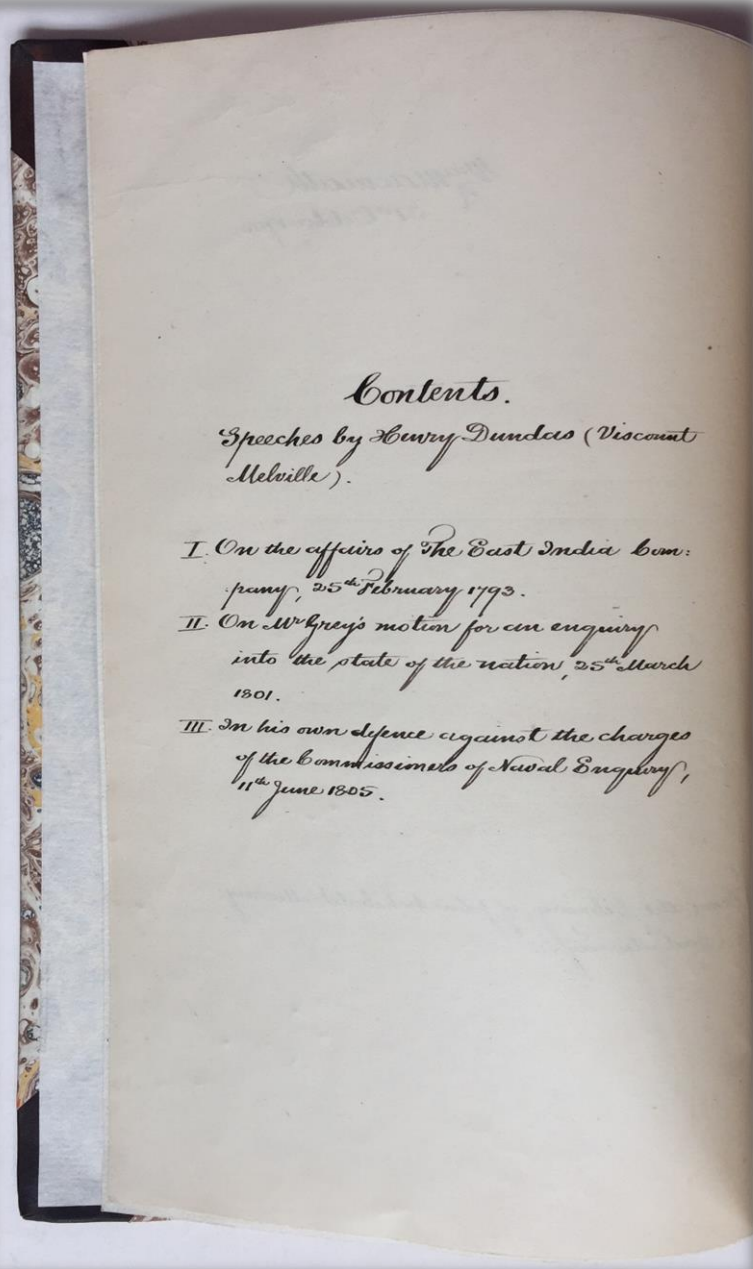 Contents.
Speeches by Henry Dundas (Viscount
Melville).
I. On the affairs of The East India Com:
pany, 25th February 1793.
II. On Mr Grey's motion for an enquiry
into the state of the nation, 25th March
1801.
III. In his own defence against the charges
of the Commissioners of Naval Enquiry,
11th June 1805.